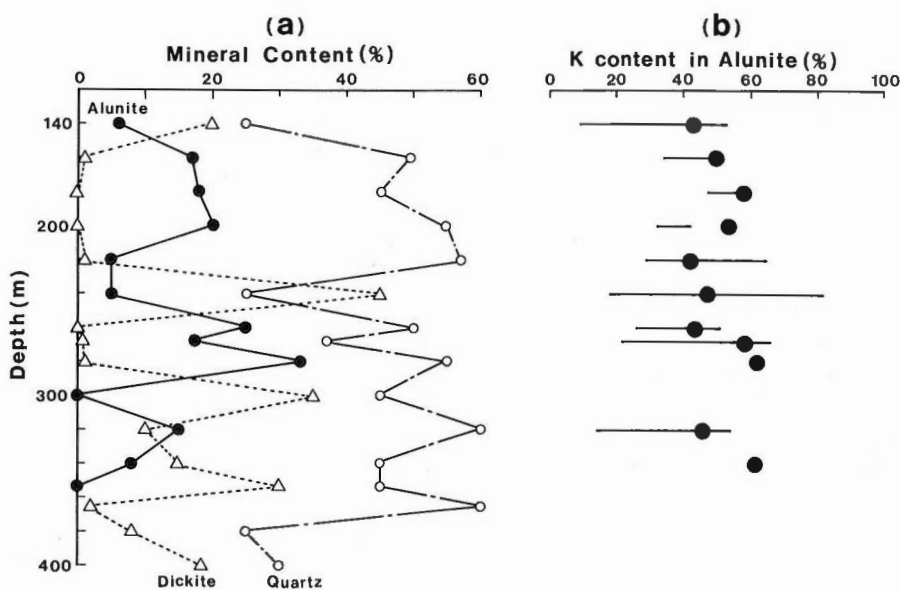 (a)
Mineral Content(%)
0 20 40 60
(b)
K content in Alunite(%)
0 20 40 60 80 100
Alunite
140
200
Depth(m)
300
400
Dickite Quartz